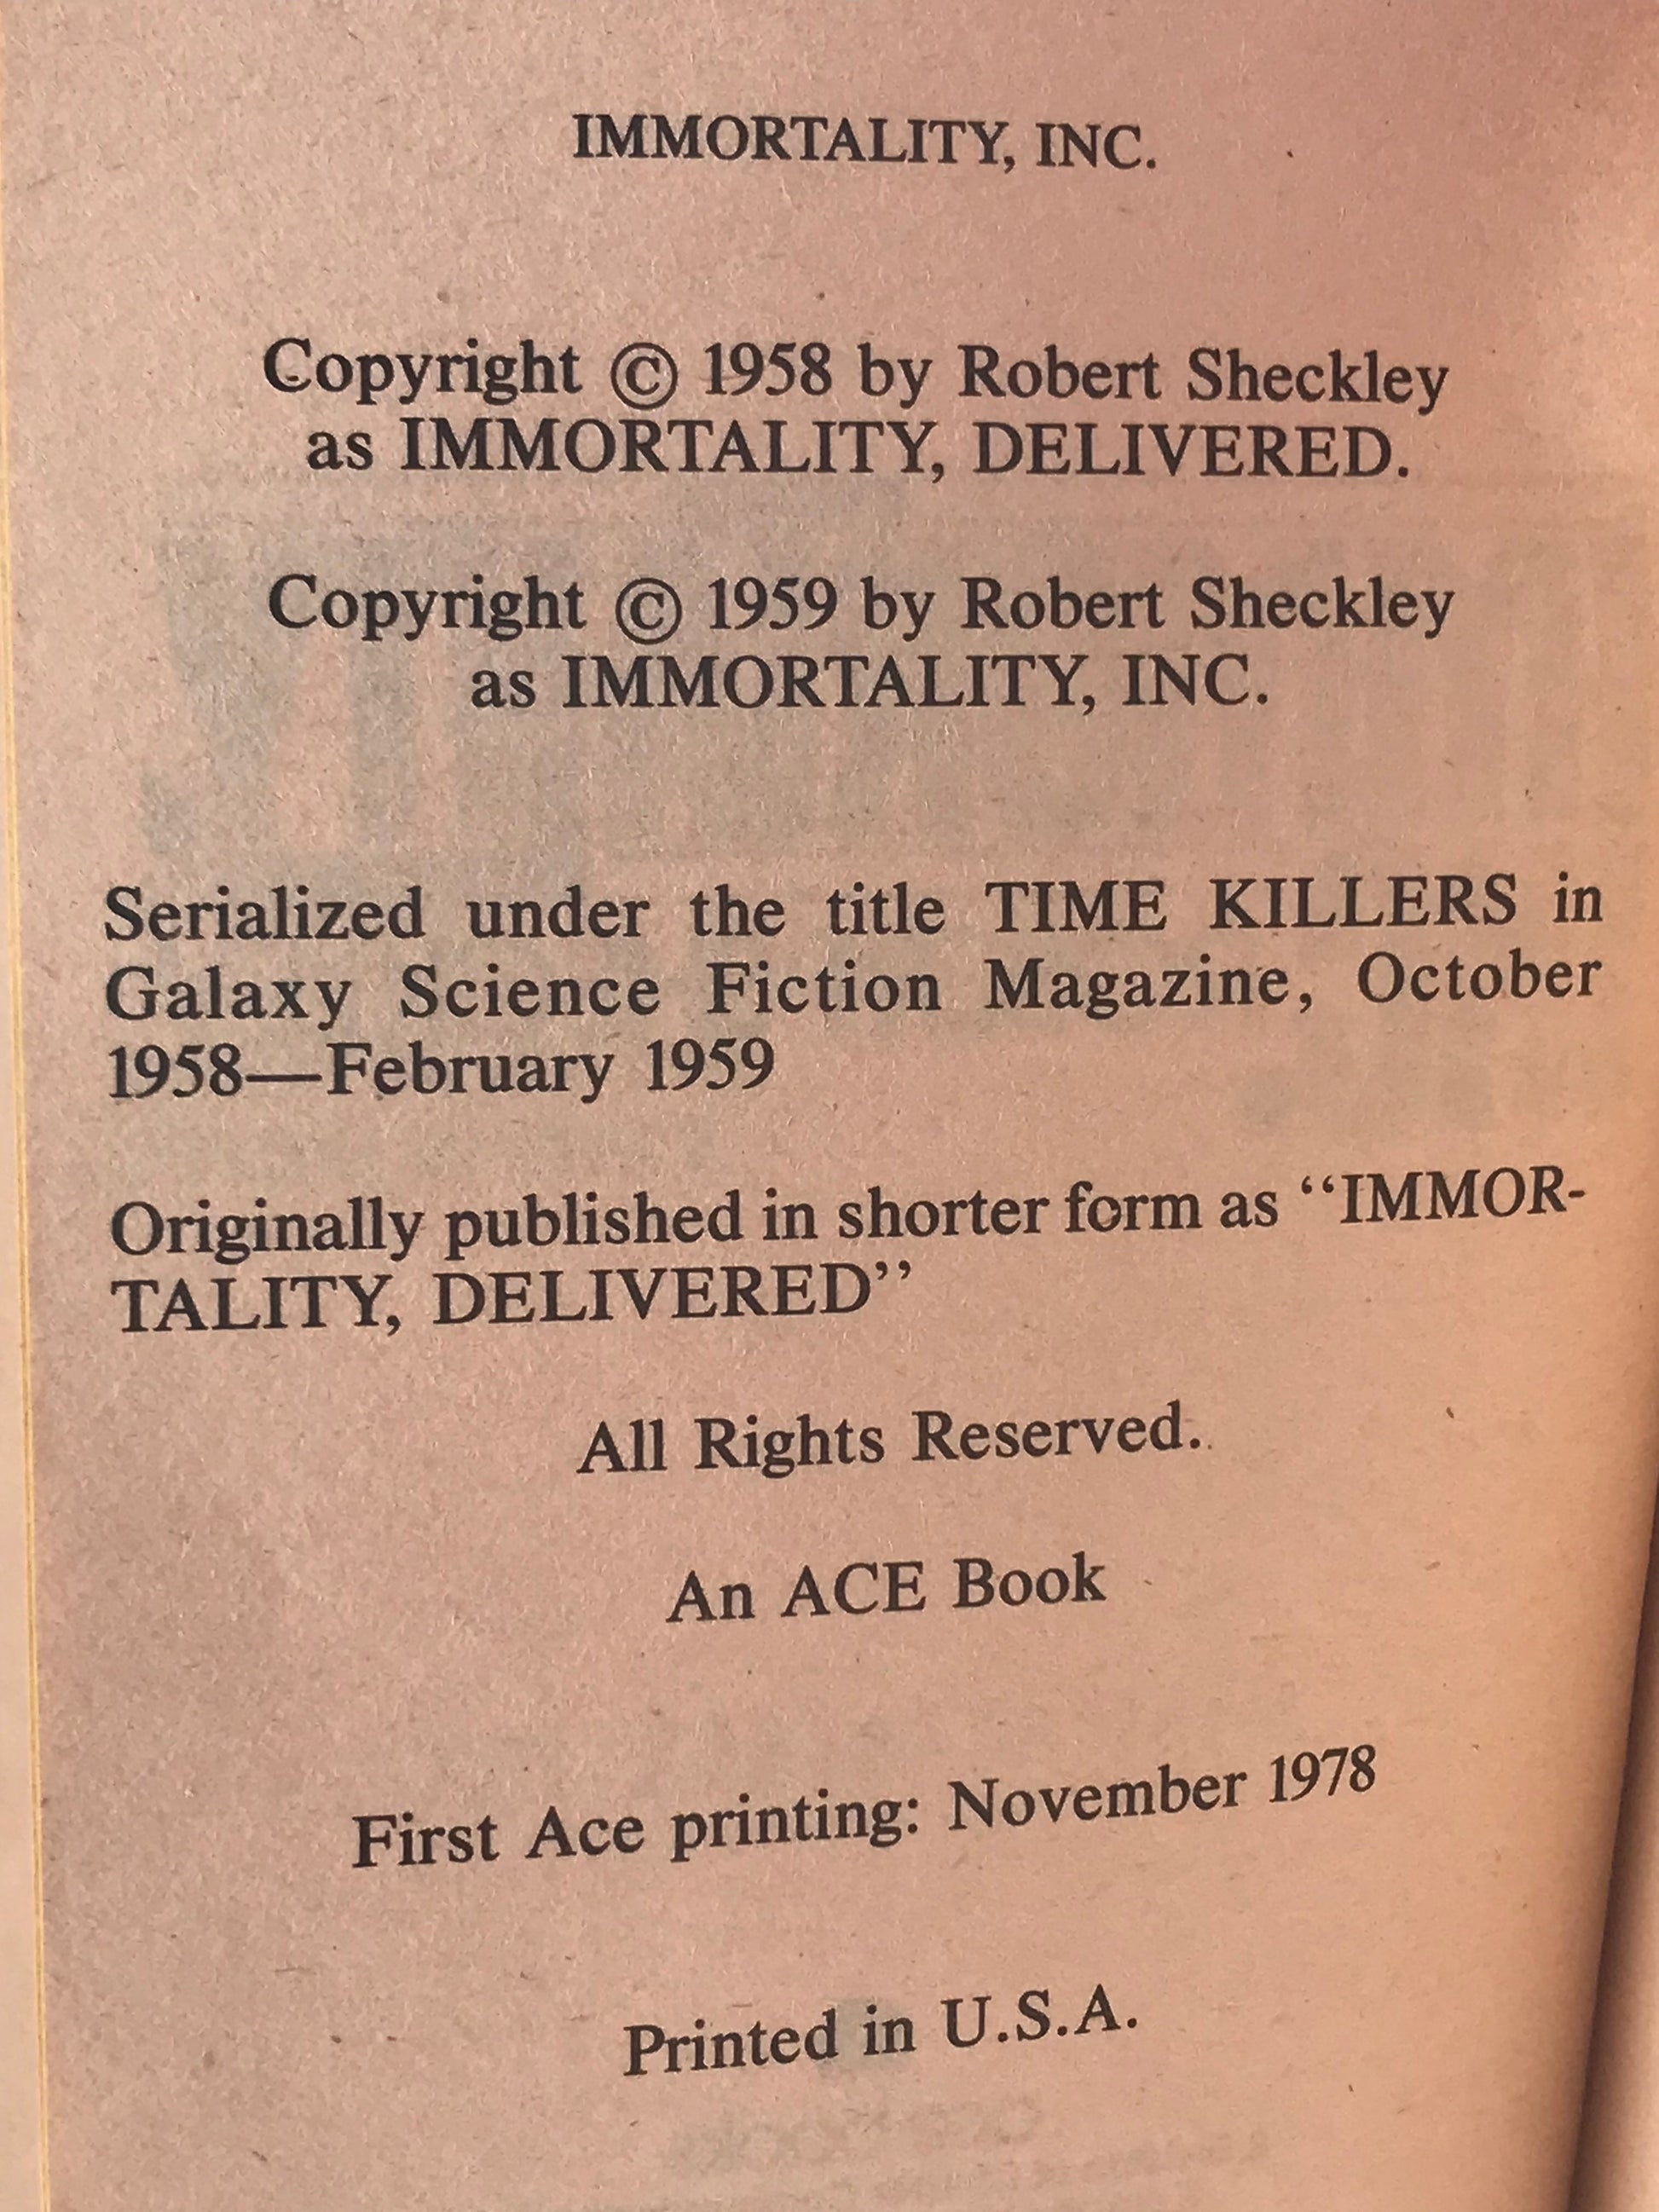 IMMORTALITY, INC.
Copyright © 1958 by Robert Sheckley
as IMMORTALITY, DELIVERED.
Copyright © 1959 by Robert Sheckley
as IMMORTALITY, INC.
Serialized under the title TIME KILLERS in
Galaxy Science Fiction Magazine, October
1958—February 1959
Originally published in shorter form as ‘‘IMMOR-
TALITY, DELIVERED’’
All Rights Reserved.
An ACE Book
First Ace printing: November 1978
Printed in U.S.A.